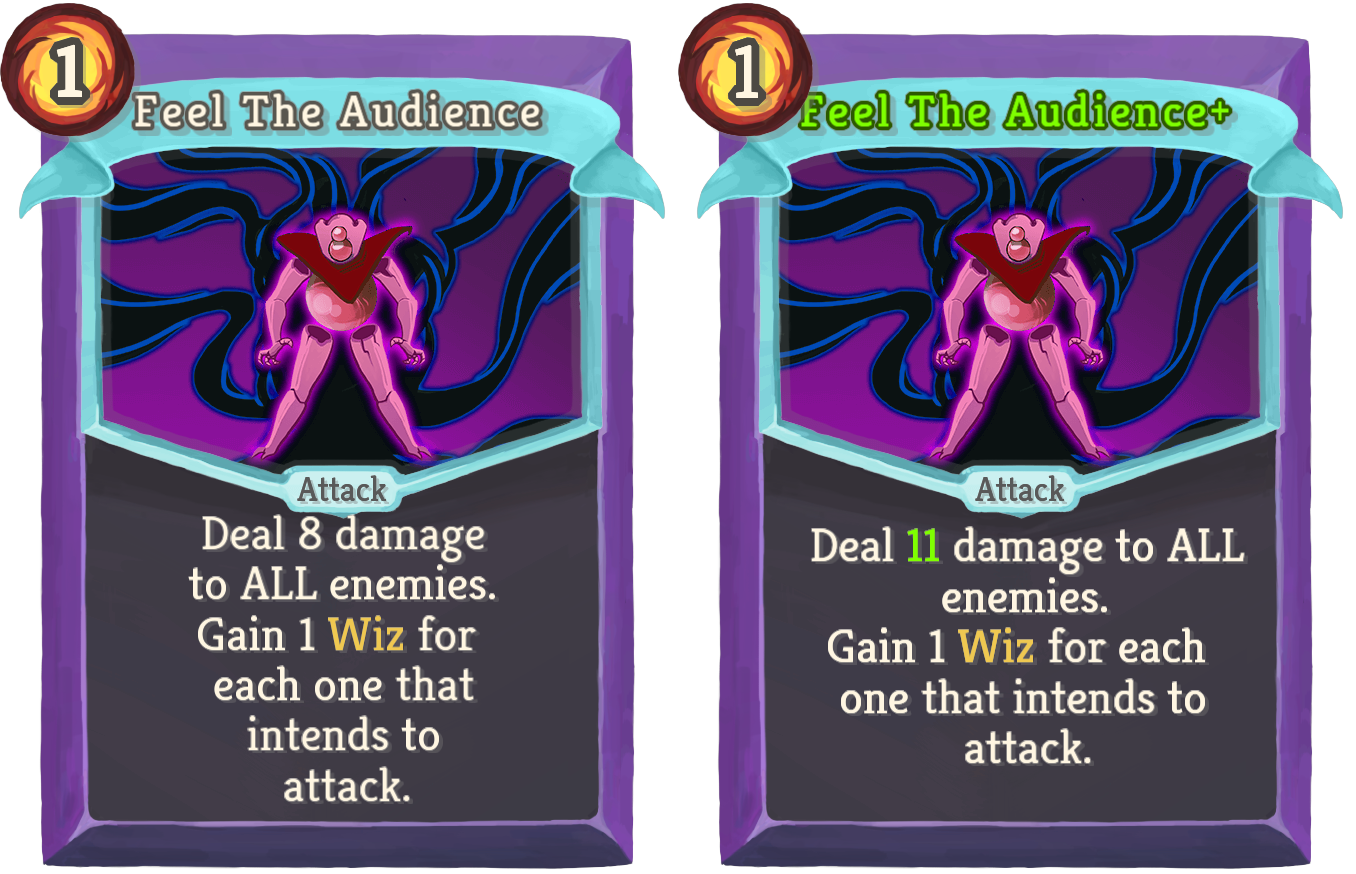 1
Feel The Audience
Attack
Deal 8 damage
to ALL enemies.
Gain 1 Wiz for
each one that
intends to
attack.
1
Feel The Audience+
Attack
Deal 11 damage to ALL
enemies.
Gain 1 Wiz for each
one that intends to
attack.